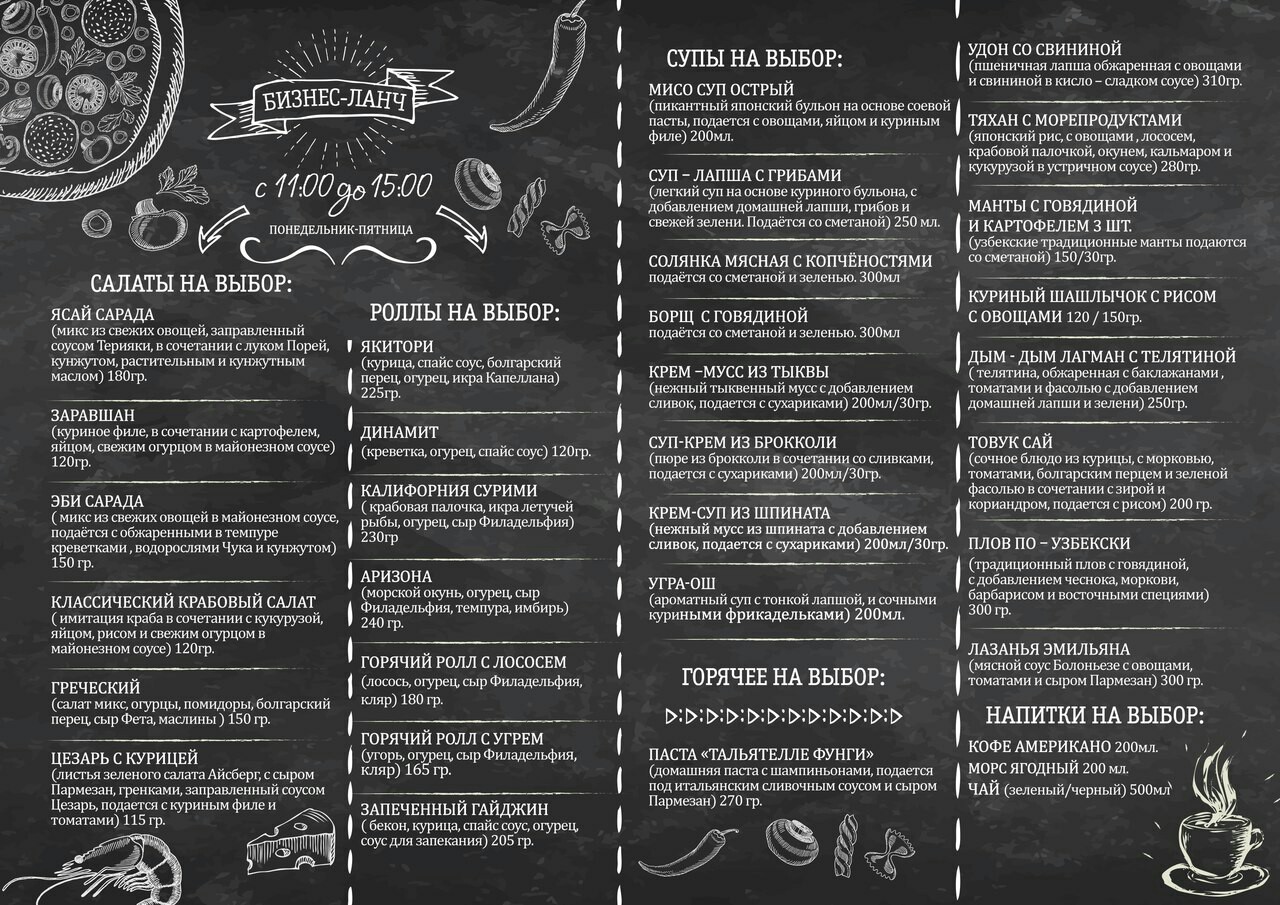 БИЗНЕС-ЛАНЧ
с 11:00 до 15:00
ПОНЕДЕЛЬНИК-ПЯТНИЦА
САЛАТЫ НА ВЫБОР:
ЯСАЙ САРАДА
(микс из свежих овощей, заправленный
соусом Терияки, в сочетании с луком Порей,
кунжутом, растительным и кунжутным
маслом) 180гр.
ЗАРАВШАН
(куриное филе, в сочетании с картофелем,
яйцом, свежим огурцом в майонезном соусе)
120гр.
ЭБИ САРАДА
( микс из свежих овощей в майонезном соусе,
подаётся с обжаренными в темпуре
креветками , водорослями Чука и кунжутом)
150 гр.
КЛАССИЧЕСКИЙ КРАБОВЫЙ САЛАТ
( имитация краба в сочетании с кукурузой,
яйцом, рисом и свежим огурцом в
майонезном соусе) 120гр.
ГРЕЧЕСКИЙ
(салат микс, огурцы, помидоры, болгарский
перец, сыр Фета, маслины ) 150 гр.
ЦЕЗАРЬ С КУРИЦЕЙ
(листья зеленого салата Айсберг, с сыром
Пармезан, гренками, заправленный соусом
Цезарь, подается с куриным филе и
томатами) 115 гр.
РОЛЛЫ НА ВЫБОР:
ЯКИТОРИ
(курица, спайс соус, болгарский
перец, огурец, икра Капеллана)
225гр.
ДИНАМИТ
(креветка, огурец, спайс соус) 120гр.
КАЛИФОРНИЯ СУРИМИ
( крабовая палочка, икра летучей
рыбы, огурец, сыр Филадельфия)
230гр
АРИЗОНА
(морской окунь, огурец, сыр
Филадельфия, темпура, имбирь)
240 гр.
ГОРЯЧИЙ РОЛЛ С ЛОСОСЕМ
(лосось, огурец, сыр Филадельфия,
кляр) 180 гр.
ГОРЯЧИЙ РОЛЛ С УГРЕМ
(угорь, огурец, сыр Филадельфия,
кляр) 165 гр.
ЗАПЕЧЕННЫЙ ГАЙДЖИН
( бекон, курица, спайс соус, огурец,
соус для запекания) 205 гр.
СУПЫ НА ВЫБОР:
МИСО СУП ОСТРЫЙ
(пикантный японский бульон на основе соевой
пасты, подается с овощами, яйцом и куриным
филе) 200мл.
СУП – ЛАПША С ГРИБАМИ
(легкий суп на основе куриного бульона, с
добавлением домашней лапши, грибов и
свежей зелени. Подаётся со сметаной) 250 мл.
СОЛЯНКА МЯСНАЯ С КОПЧЁНОСТЯМИ
подаётся со сметаной и зеленью. 300мл
БОРЩ С ГОВЯДИНОЙ
подаётся со сметаной и зеленью. 300мл
КРЕМ –МУСС ИЗ ТЫКВЫ
(нежный тыквенный мусс с добавлением
сливок, подается с сухариками) 200мл/30гр.
СУП-КРЕМ ИЗ БРОККОЛИ
(пюре из брокколи в сочетании со сливками,
подается с сухариками) 200мл/30гр.
КРЕМ-СУП ИЗ ШПИНАТА
(нежный мусс из шпината с добавлением
сливок, подается с сухариками) 200мл/30гр.
УГРА-ОШ
(ароматный суп с тонкой лапшой, и сочными
куриными фрикадельками) 200мл.
ГОРЯЧЕЕ НА ВЫБОР:
ПАСТА «ТАЛЬЯТЕЛЛЕ ФУНГИ»
(домашняя паста с шампиньонами, подается
под итальянским сливочным соусом и сыром
Пармезан) 270 гр.
УДОН СО СВИНИНОЙ
(пшеничная лапша обжаренная с овощами
и свининой в кисло – сладком соусе) 310гр.
ТЯХАН С МОРЕПРОДУКТАМИ
(японский рис, с овощами , лососем,
крабовой палочкой, окунем, кальмаром и
кукурузой в устричном соусе) 280гр.
МАНТЫ С ГОВЯДИНОЙ
И КАРТОФЕЛЕМ 3 ШТ.
(узбекские традиционные манты подаются
со сметаной) 150/30гр.
КУРИНЫЙ ШАШЛЫЧОК С РИСОМ
С ОВОЩАМИ 120 / 150гр.
ДЫМ - ДЫМ ЛАГМАН С ТЕЛЯТИНОЙ
( телятина, обжаренная с баклажанами ,
томатами и фасолью с добавлением
домашней лапши и зелени) 250гр.
ТОВУК САЙ
(сочное блюдо из курицы, с морковью,
томатами, болгарским перцем и зеленой
фасолью в сочетании с зирой и
кориандром, подается с рисом) 200 гр.
ПЛОВ ПО – УЗБЕКСКИ
(традиционный плов с говядиной,
с добавлением чеснока, моркови,
барбарисом и восточными специями)
300 гр.
ЛАЗАНЬЯ ЭМИЛЬЯНА
(мясной соус Болоньезе с овощами,
томатами и сыром Пармезан) 300 гр.
НАПИТКИ НА ВЫБОР:
КОФЕ АМЕРИКАНО 200мл.
МОРС ЯГОДНЫЙ 200 мл.
ЧАЙ (зеленый/черный) 500мл